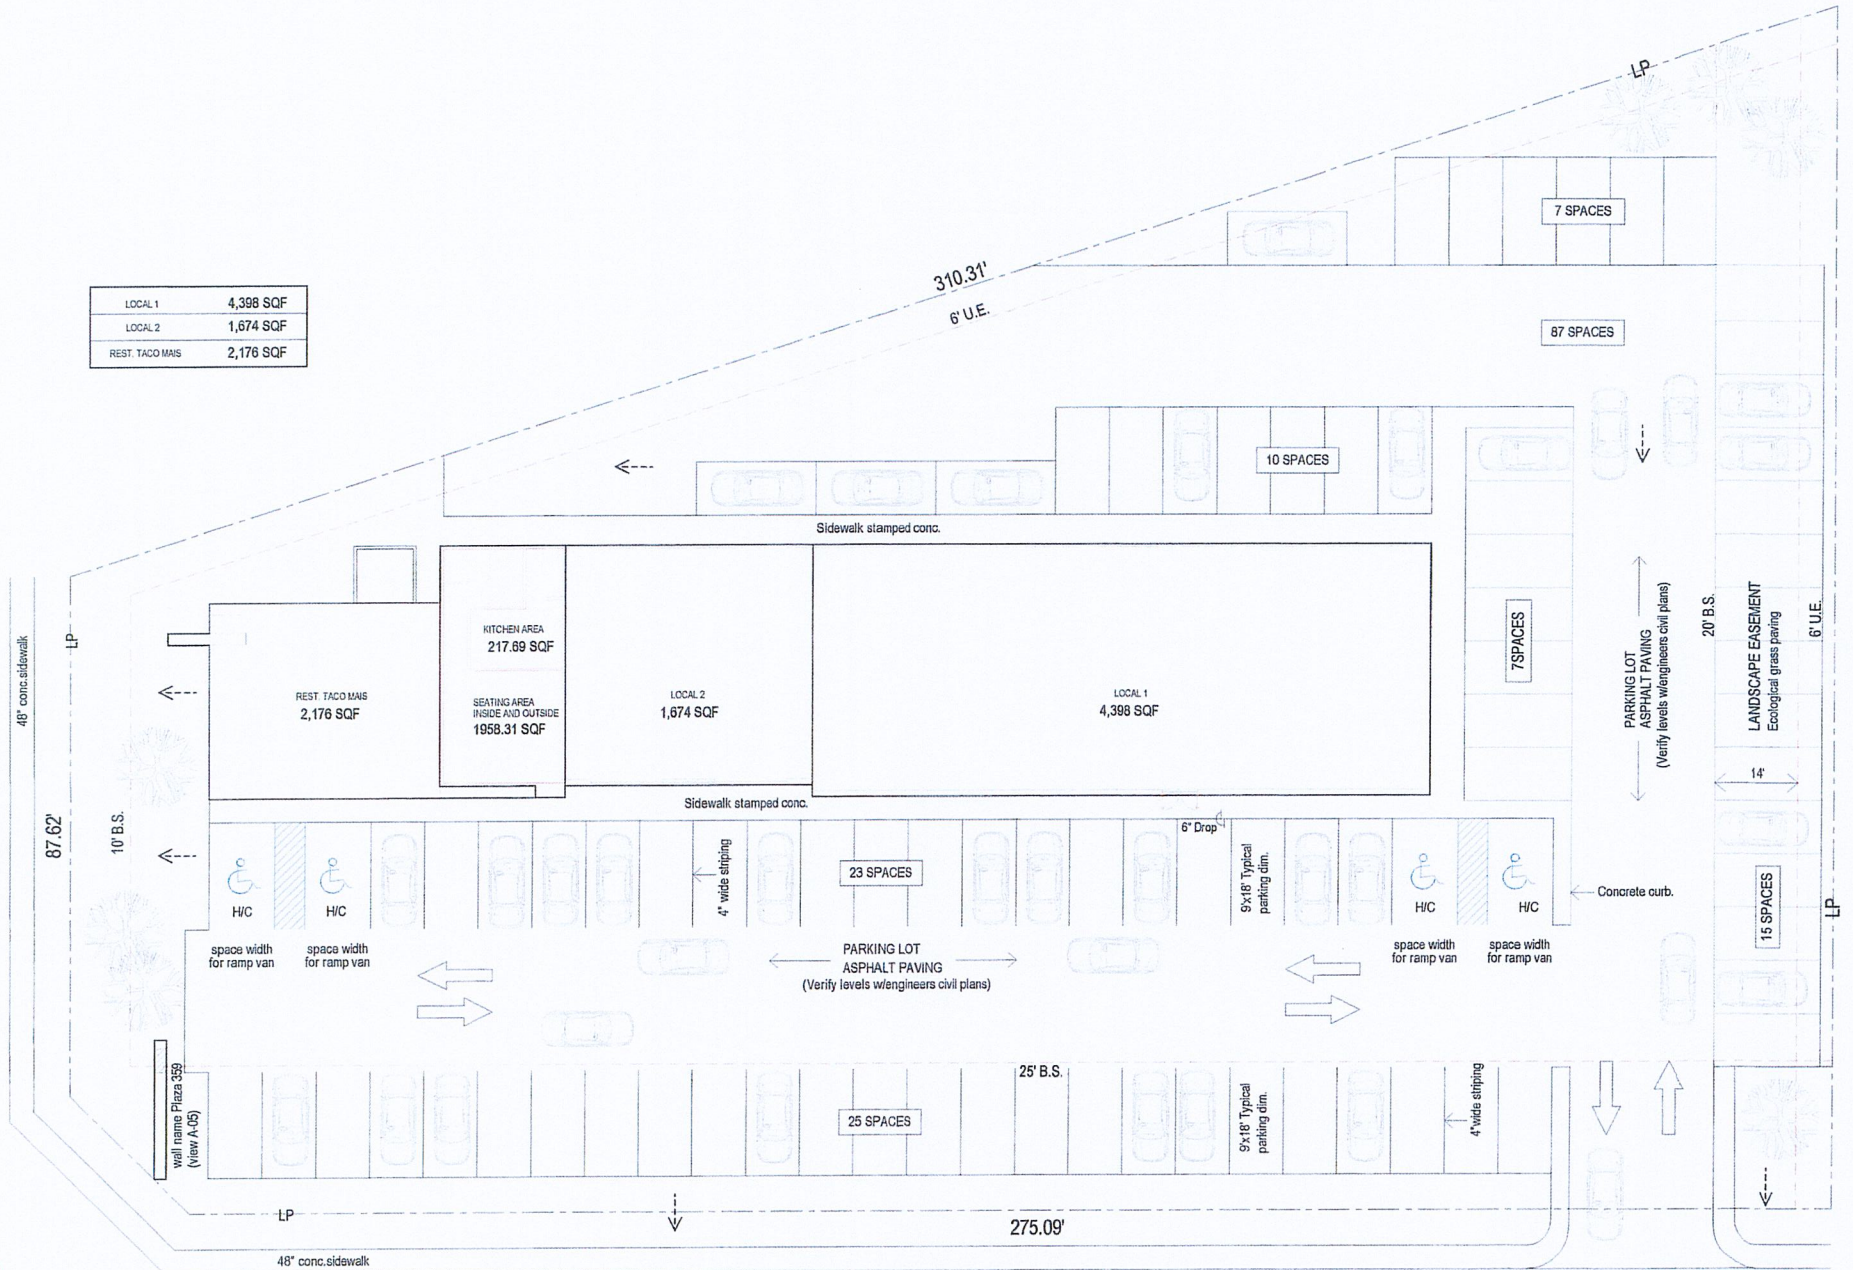 LP
7 SPACES
310.31'
6' U.E.
LOCAL 1 4,398 SQF
LOCAL 2 1,674 SQF
REST. TACO MAIS 2,176 SQF
87 SPACES
10 SPACES
Sidewalk stamped conc.
48" conc.sidewalk
LP
KITCHEN AREA
217.69 SQF
REST. TACO MAIS
2,176 SQF
SEATING AREA
INSIDE AND OUTSIDE
1958.31 SQF
LOCAL 2
1,674 SQF
LOCAL 1
4,398 SQF
7SPACES
PARKING LOT
ASPHALT PAVING
(Verify levels w/engineers civil plans)
20' B.S.
LANDSCAPE EASEMENT
Ecological grass paving
6' U.E.
14'
87.62'
10' B.S.
Sidewalk stamped conc.
6" Drop
H/C
H/C
4" wide striping
23 SPACES
9'x18' Typical
parking dim.
H/C
H/C
Concrete curb.
15 SPACES
LP
space width
for ramp van
space width
for ramp van
PARKING LOT
ASPHALT PAVING
(Verify levels w/engineers civil plans)
space width
for ramp van
space width
for ramp van
wall name Plaza 359
(view A-05)
25' B.S.
25 SPACES
9'x18' Typical
parking dim.
4"wide striping
LP
275.09'
48" conc.sidewalk